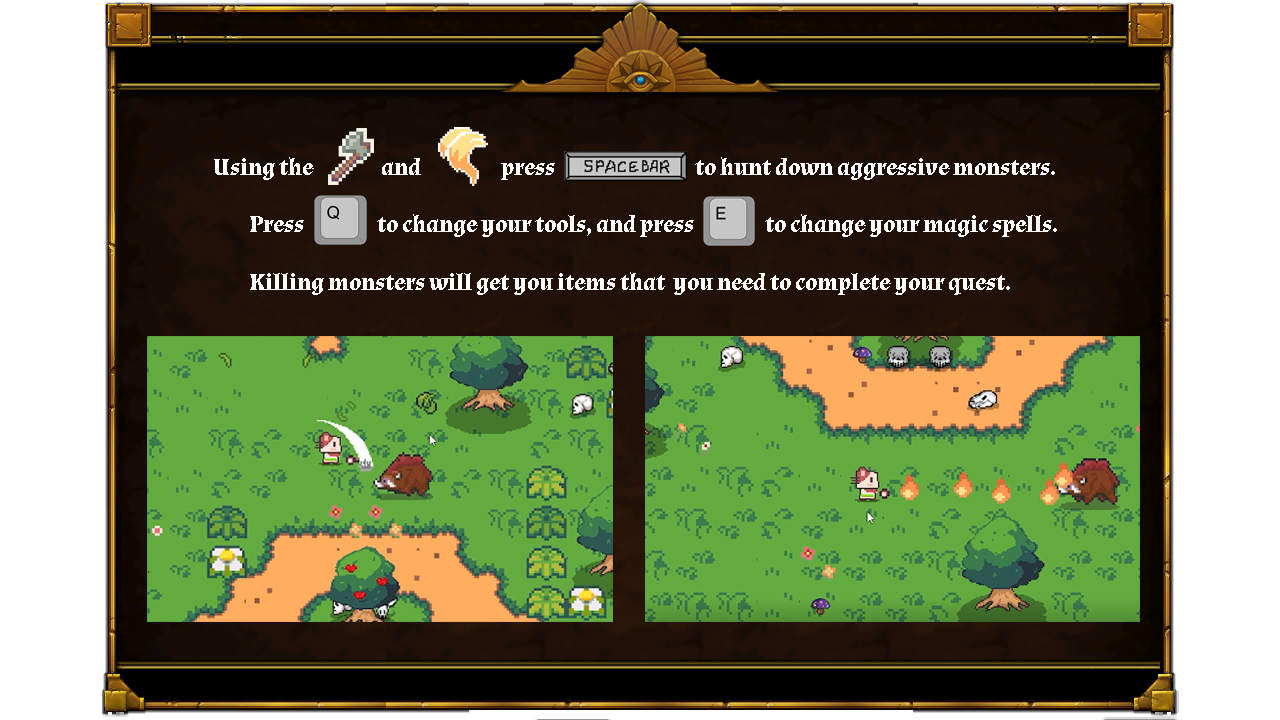 Using the and press SPACEBAR to hunt down aggressive monsters.
Press Q to change your tools, and press E to change your magic spells.
Killing monsters will get you items that you need to complete your quest.